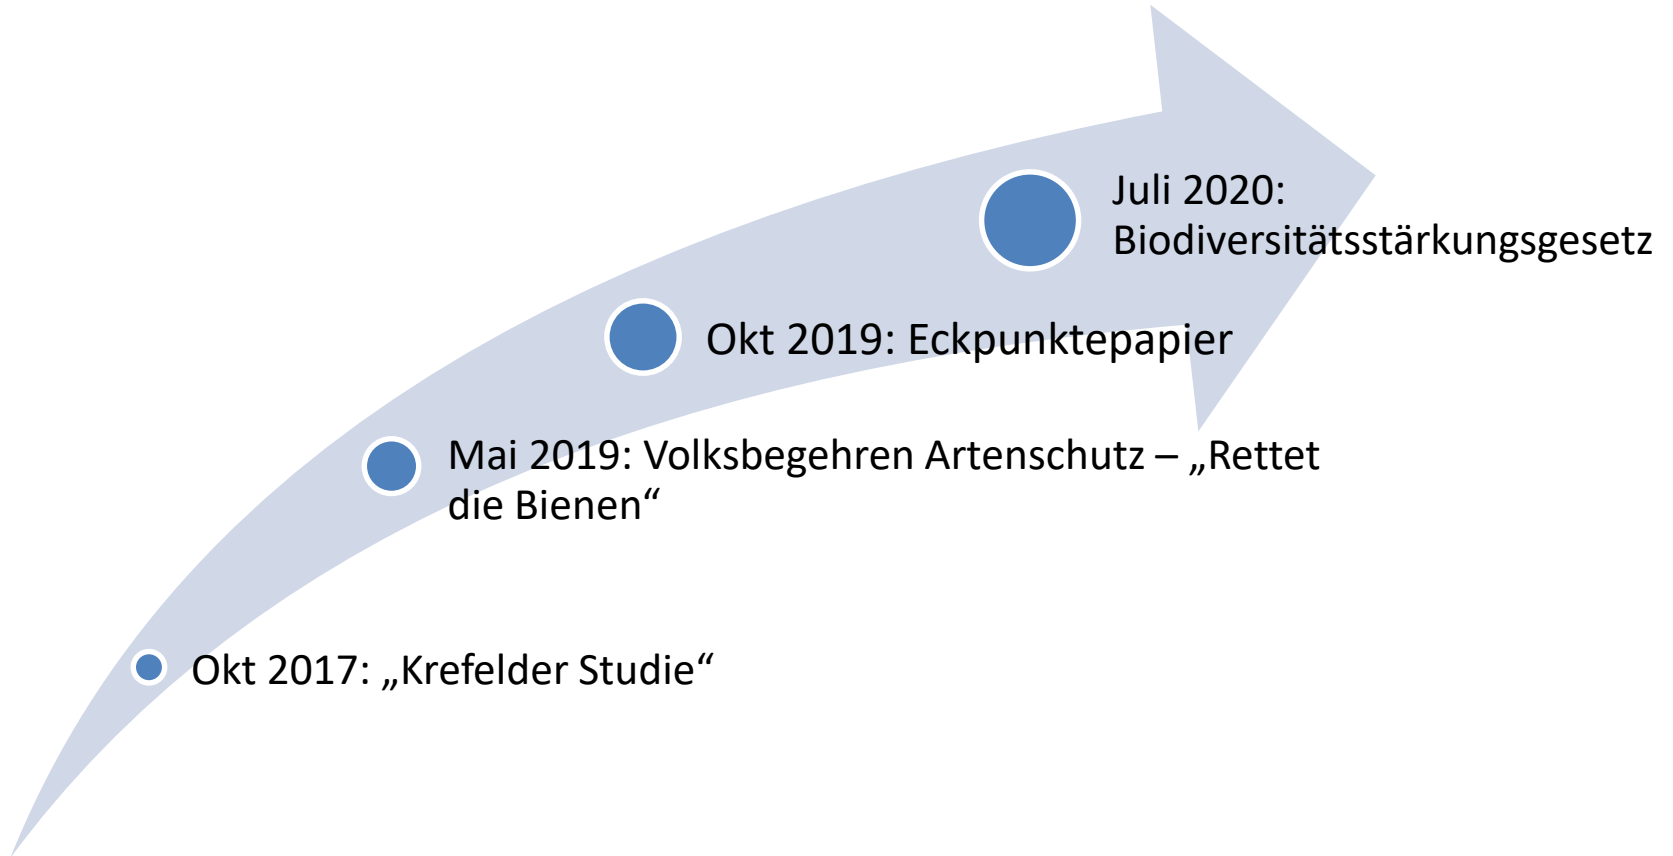 Juli 2020:
Biodiversitätsstärkungsgesetz
Okt 2019: Eckpunktepapier
Mai 2019: Volksbegehren Artenschutz – „Rettet
die Bienen“
Okt 2017: „Krefelder Studie“